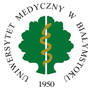 UNIWERSYTET MEDYCZNY W BIAŁYMSTOKU
1950